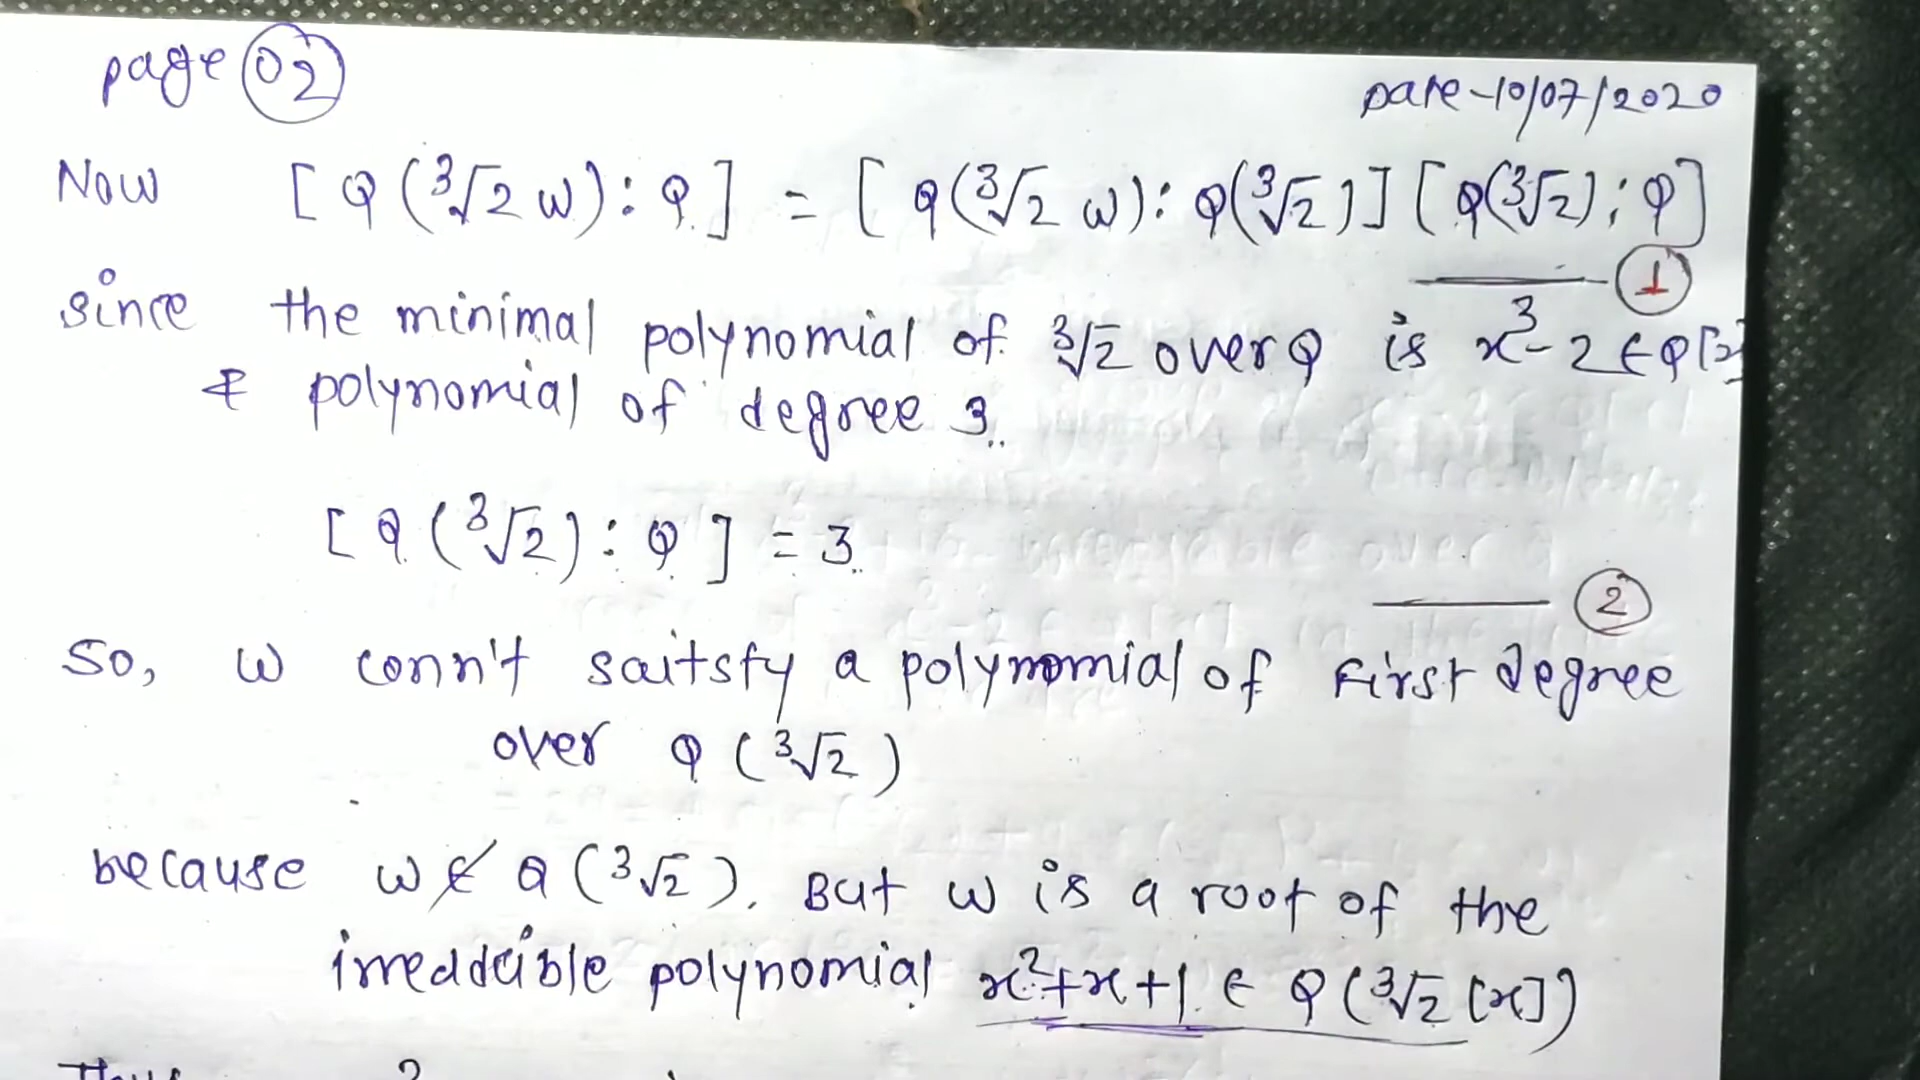 page 02
Date-10/07/2020
Now [Q(∛2 ω):Q] = [Q(∛2 ω):Q(∛2)][Q(∛2):Q]
1
since the minimal polynomial of ∛2 over Q is x³-2 ∈ Q[x]
& polynomial of degree 3.
[Q(∛2):Q] = 3
2
So, ω conn't saitsfy a polynomial of First degree
over Q(∛2)
because ω ∉ Q(∛2). But ω is a root of the
irreddcible polynomial x²+x+1 ∈ Q(∛2[x])